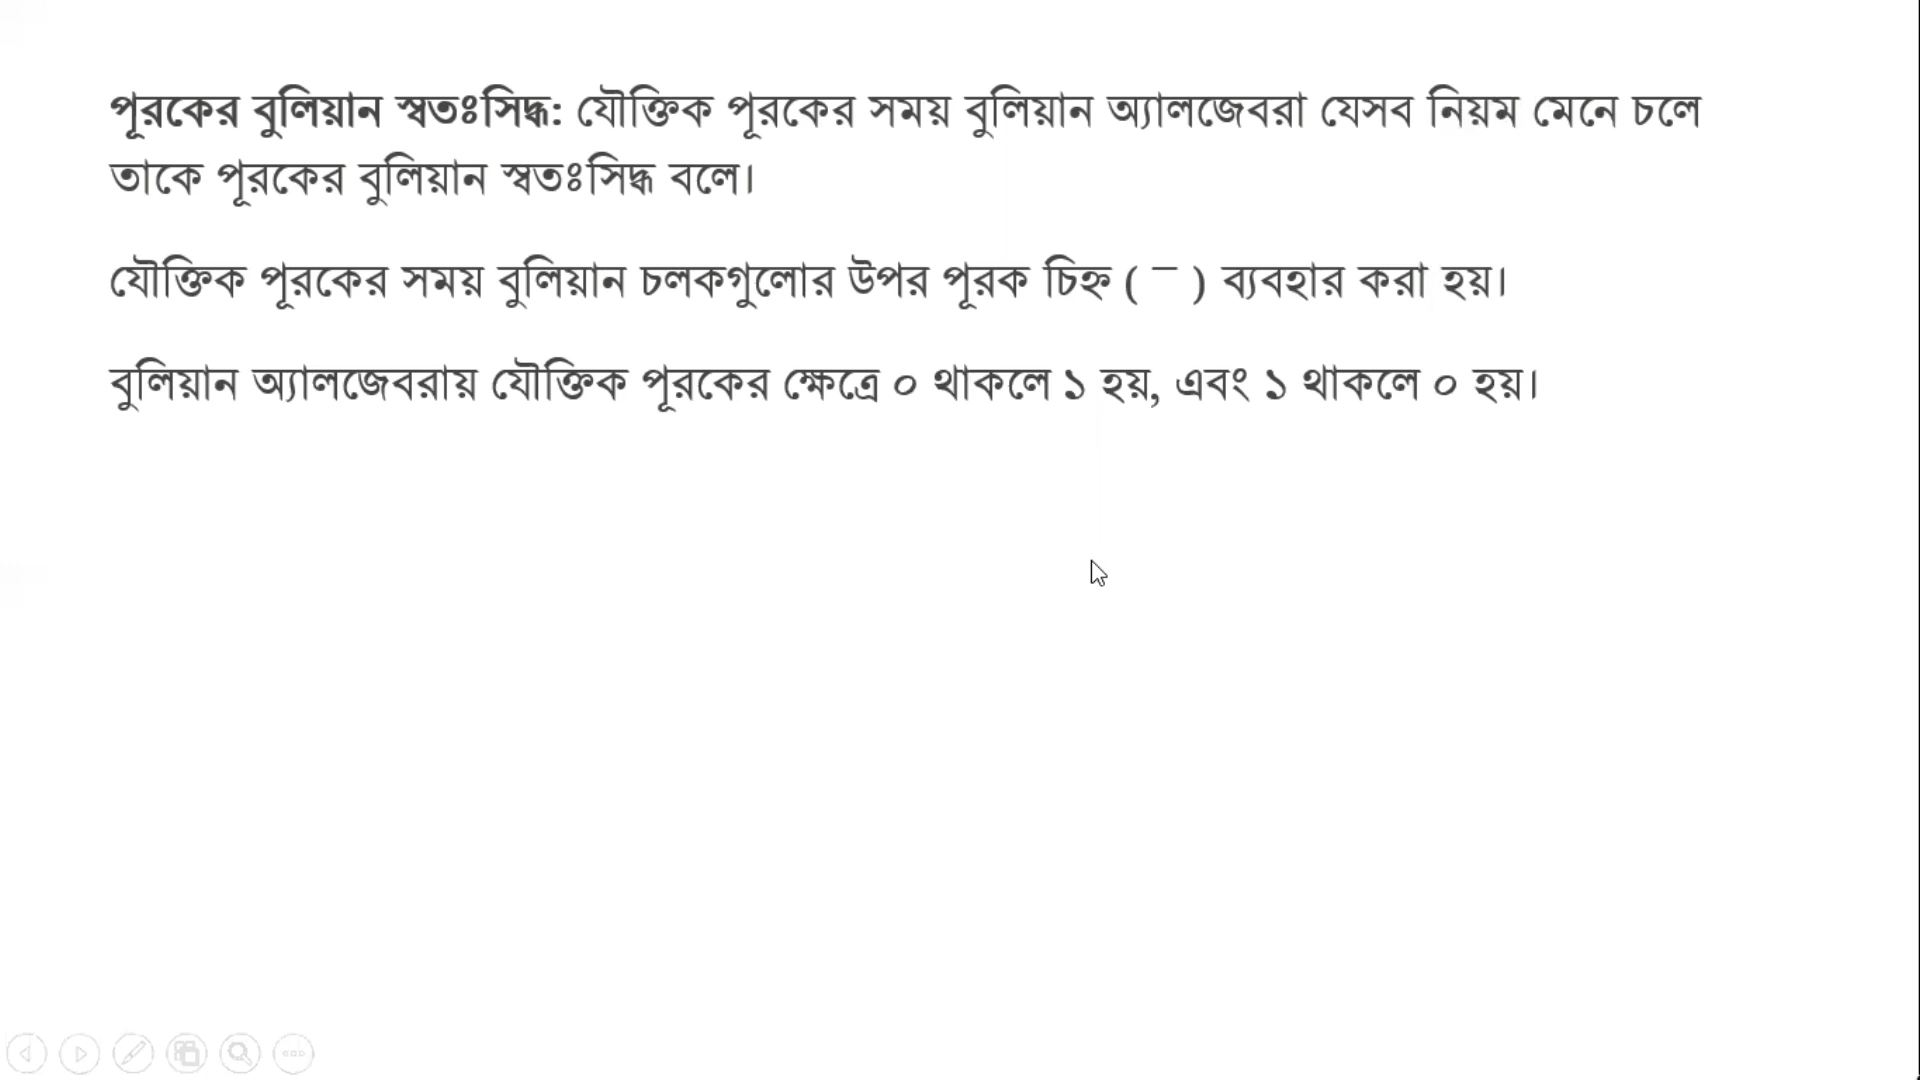 পূরকের বুলিয়ান স্বতঃসিদ্ধ: যৌক্তিক পূরকের সময় বুলিয়ান অ্যালজেবরা যেসব নিয়ম মেনে চলে
তাকে পূরকের বুলিয়ান স্বতঃসিদ্ধ বলে।
যৌক্তিক পূরকের সময় বুলিয়ান চলকগুলোর উপর পূরক চিহ্ন ( ¯ ) ব্যবহার করা হয়।
বুলিয়ান অ্যালজেবরায় যৌক্তিক পূরকের ক্ষেত্রে ০ থাকলে ১ হয়, এবং ১ থাকলে ০ হয়।